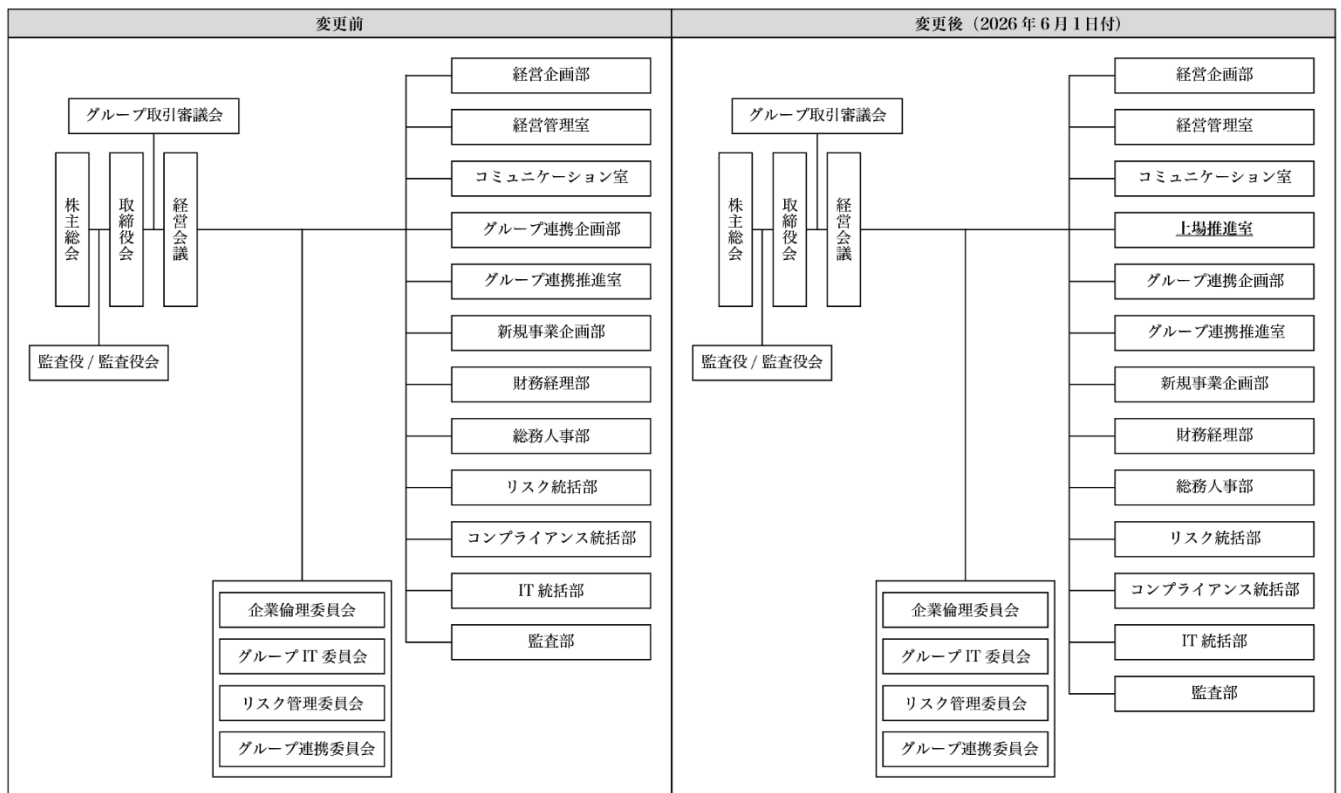 変更前
経営企画部
グループ取引審議会
経営管理室
コミュニケーション室
株主総会
取締役会
経営会議
グループ連携企画部
グループ連携推進室
新規事業企画部
監査役 / 監査役会
財務経理部
総務人事部
リスク統括部
コンプライアンス統括部
IT 統括部
監査部
企業倫理委員会
グループ IT 委員会
リスク管理委員会
グループ連携委員会
変更後（2026 年 6 月 1 日付）
経営企画部
グループ取引審議会
経営管理室
コミュニケーション室
株主総会
取締役会
経営会議
上場推進室
グループ連携企画部
グループ連携推進室
監査役 / 監査役会
新規事業企画部
財務経理部
総務人事部
リスク統括部
コンプライアンス統括部
IT 統括部
監査部
企業倫理委員会
グループ IT 委員会
リスク管理委員会
グループ連携委員会